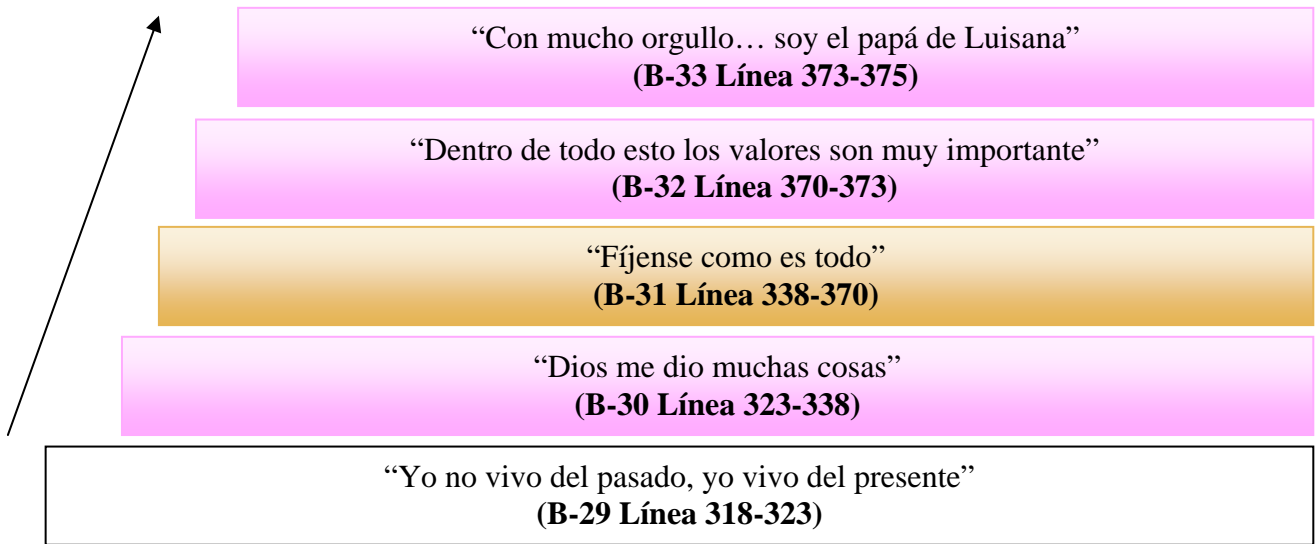 “Con mucho orgullo… soy el papá de Luisana”
(B-33 Línea 373-375)
“Dentro de todo esto los valores son muy importante”
(B-32 Línea 370-373)
“Fíjense como es todo”
(B-31 Línea 338-370)
“Dios me dio muchas cosas”
(B-30 Línea 323-338)
“Yo no vivo del pasado, yo vivo del presente”
(B-29 Línea 318-323)